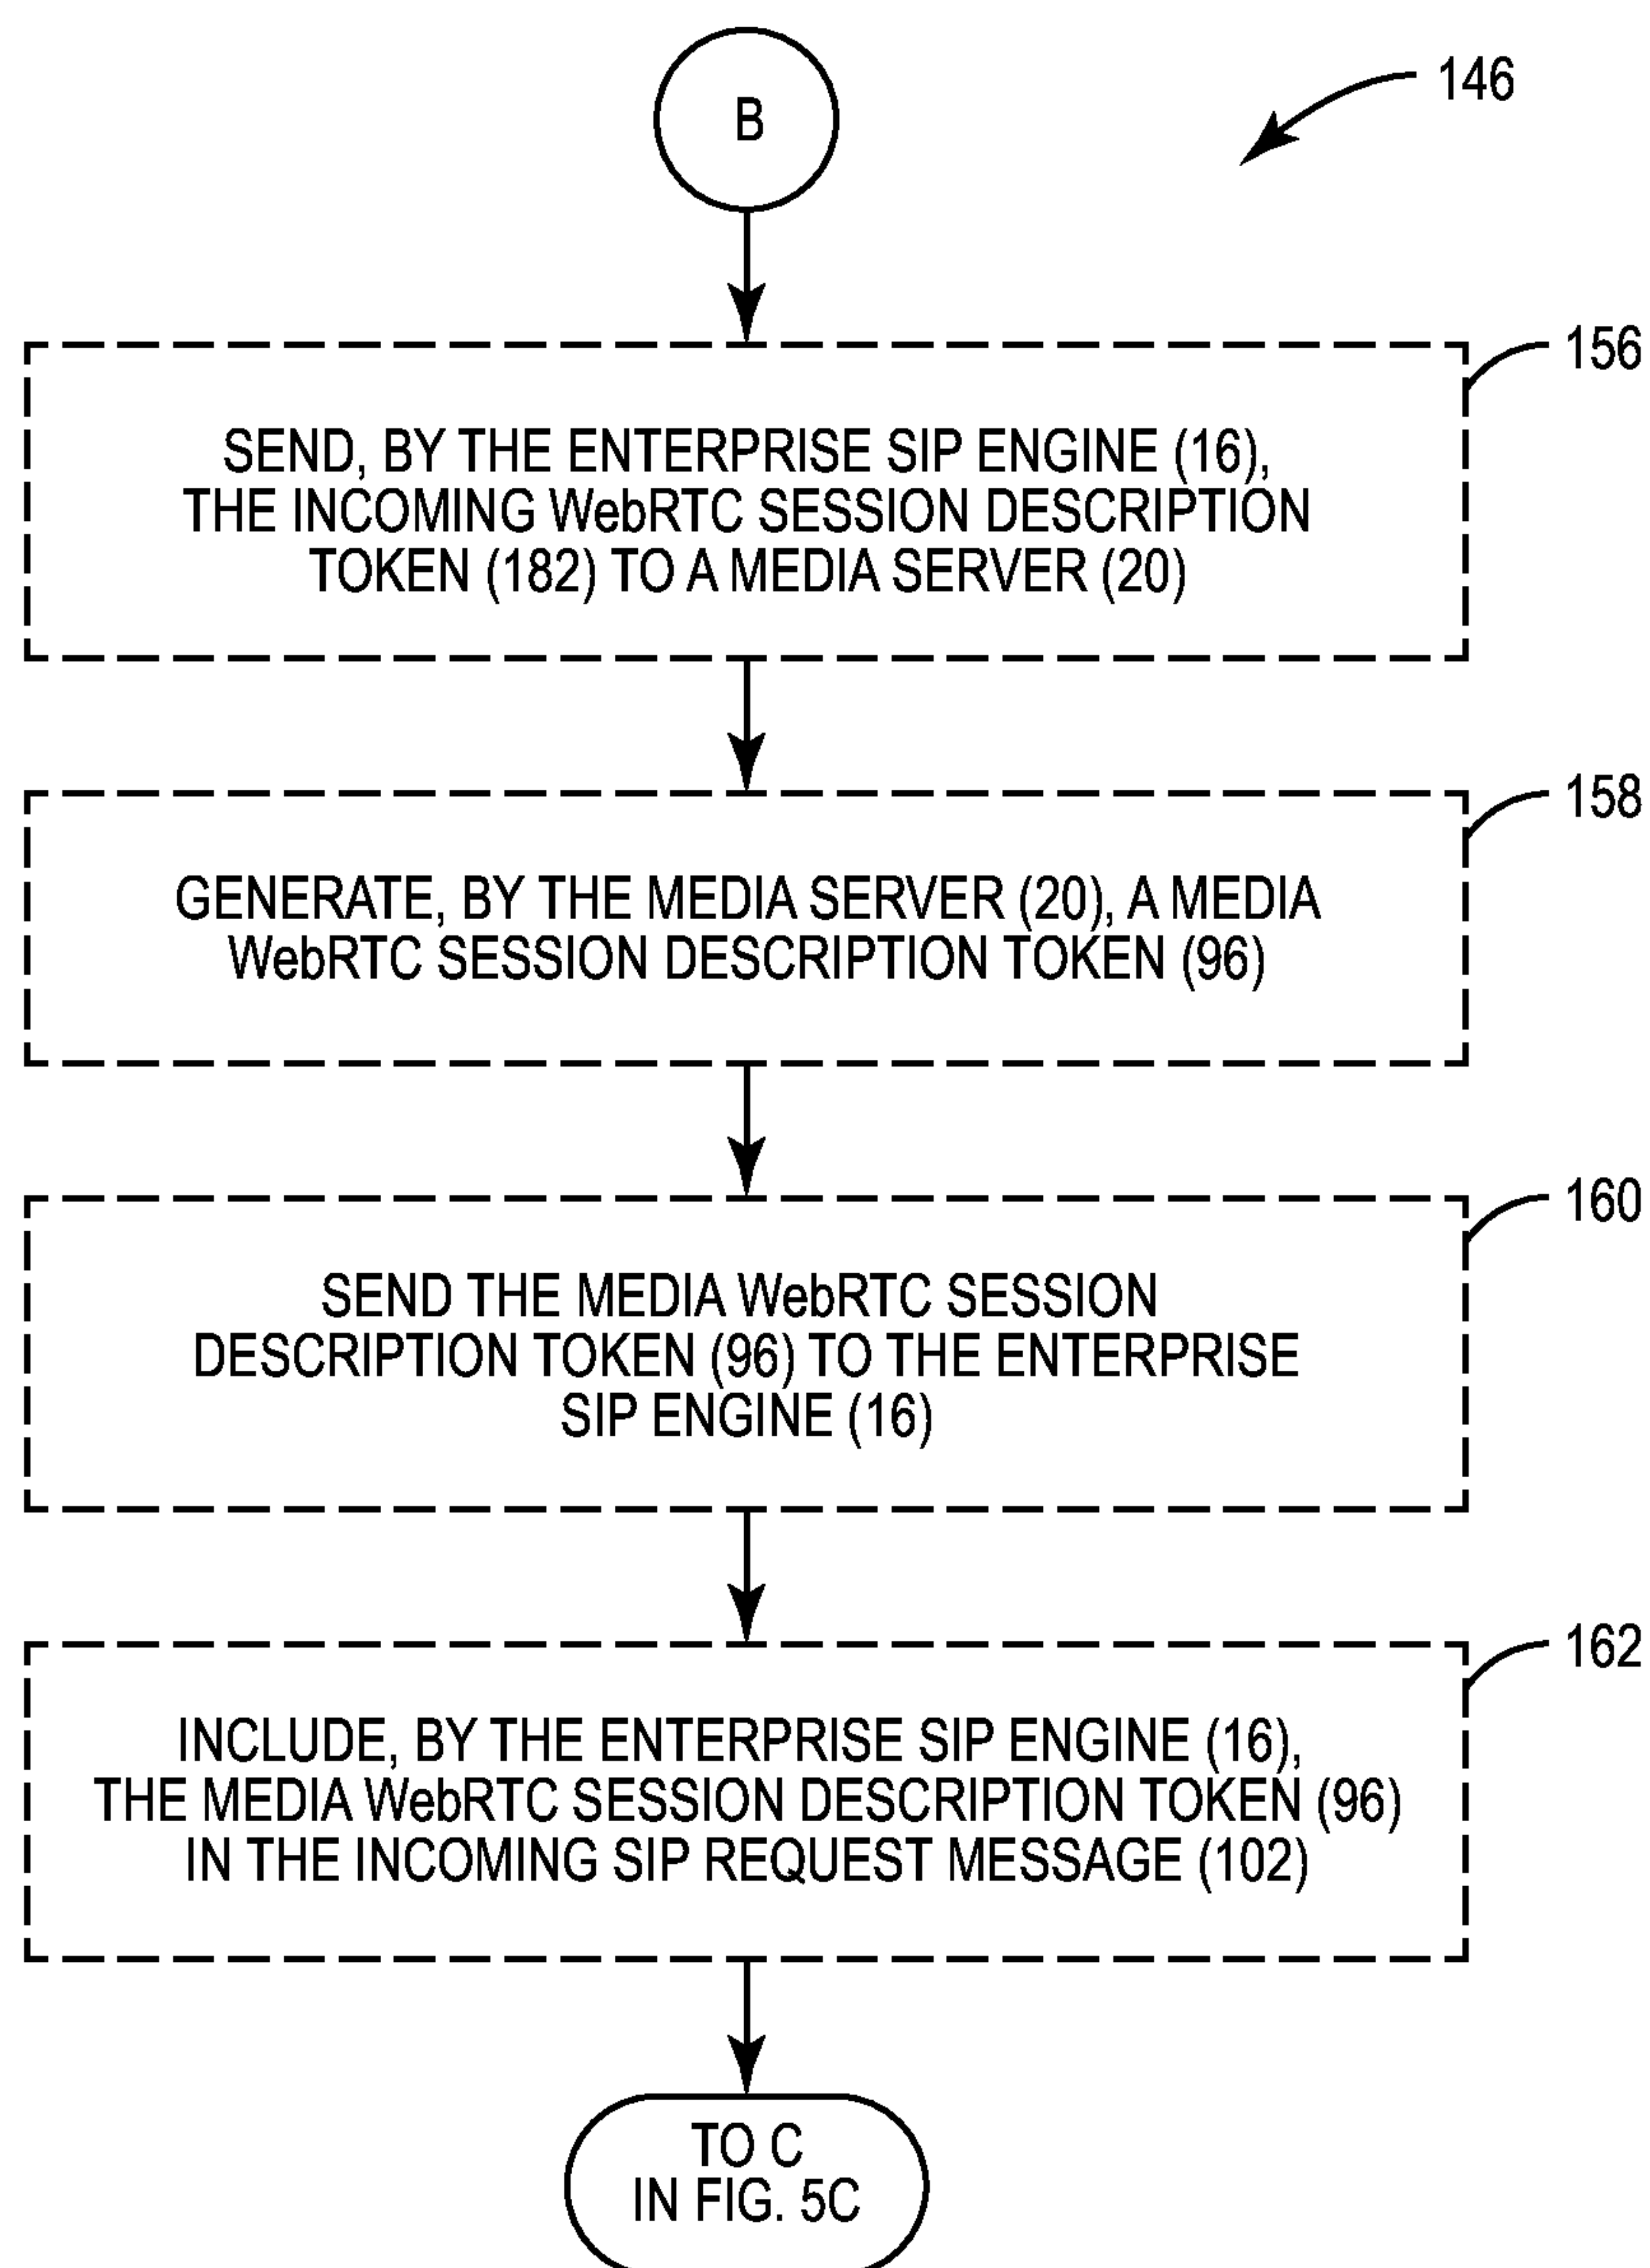 B
146
156
SEND, BY THE ENTERPRISE SIP ENGINE (16),
THE INCOMING WebRTC SESSION DESCRIPTION
TOKEN (182) TO A MEDIA SERVER (20)
158
GENERATE, BY THE MEDIA SERVER (20), A MEDIA
WebRTC SESSION DESCRIPTION TOKEN (96)
160
SEND THE MEDIA WebRTC SESSION
DESCRIPTION TOKEN (96) TO THE ENTERPRISE
SIP ENGINE (16)
162
INCLUDE, BY THE ENTERPRISE SIP ENGINE (16),
THE MEDIA WebRTC SESSION DESCRIPTION TOKEN (96)
IN THE INCOMING SIP REQUEST MESSAGE (102)
TO C
IN FIG. 5C